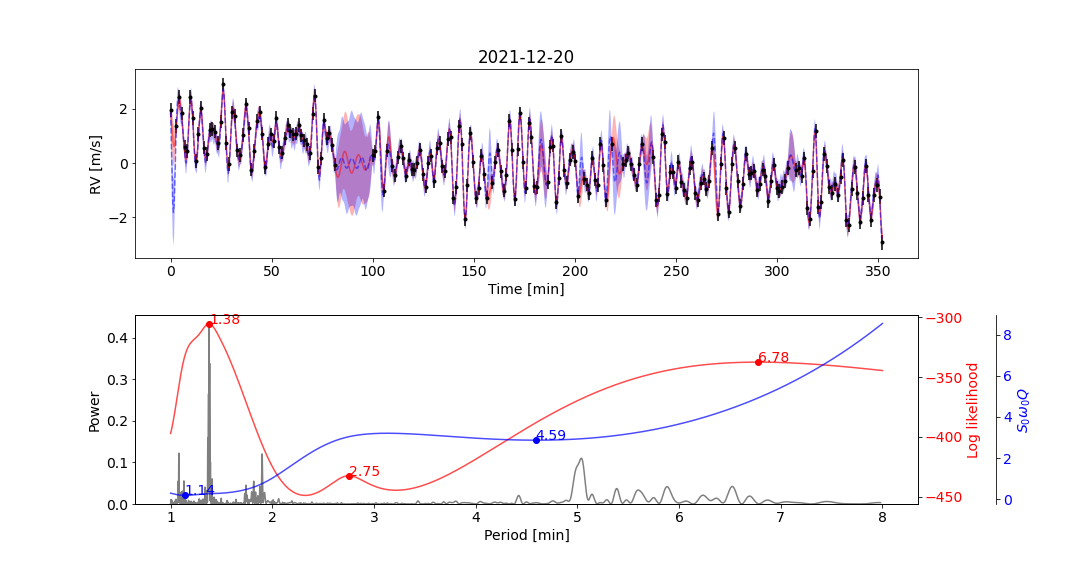 2021-12-20
RV [m/s]
2
0
−2
0 50 100 150 200 250 300 350
Time [min]
Power
0.4
0.3
0.2
0.1
0.0
1.38
2.75
6.78
1.14
4.59
1 2 3 4 5 6 7 8
Period [min]
−300
−350
−400
−450
Log likelihood
8
6
4
2
0
S₀ω₀Q